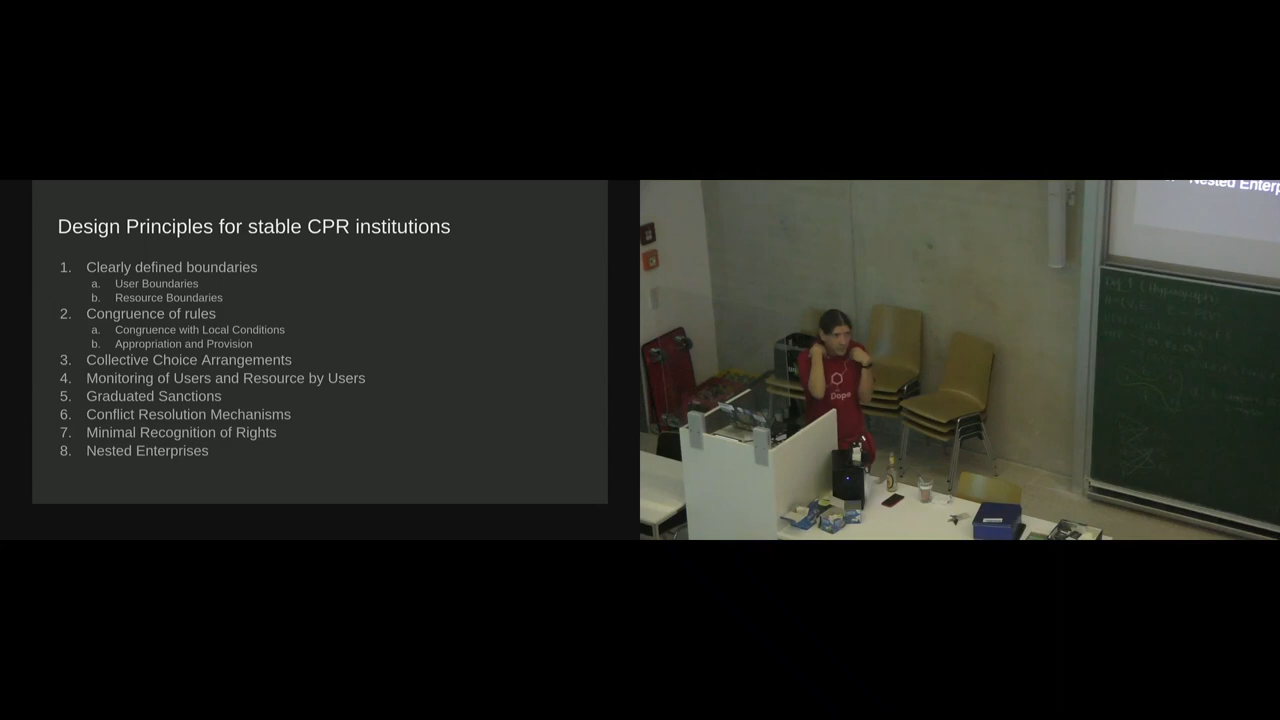 Design Principles for stable CPR institutions
1. Clearly defined boundaries
a. User Boundaries
b. Resource Boundaries
2. Congruence of rules
a. Congruence with Local Conditions
b. Appropriation and Provision
3. Collective Choice Arrangements
4. Monitoring of Users and Resource by Users
5. Graduated Sanctions
6. Conflict Resolution Mechanisms
7. Minimal Recognition of Rights
8. Nested Enterprises
Nested Enterp
Dope